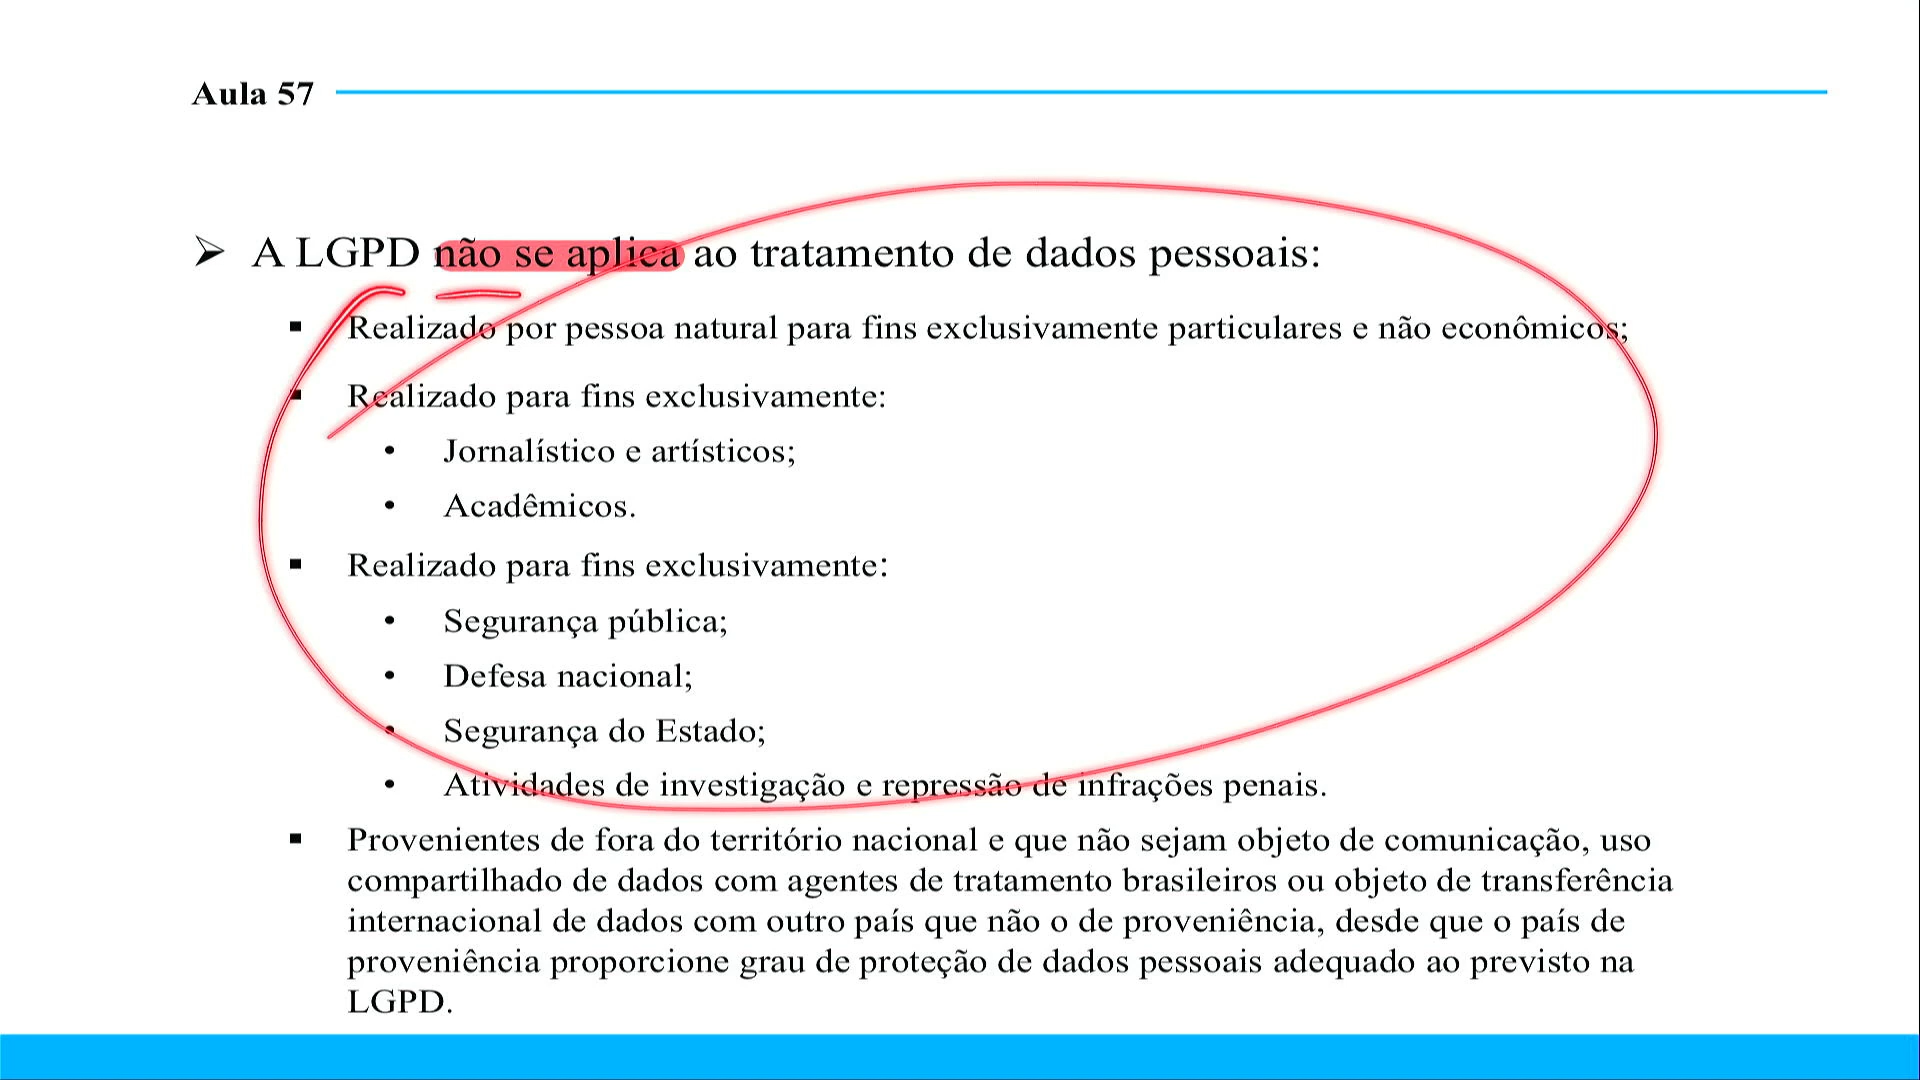 Aula 57
A LGPD não se aplica ao tratamento de dados pessoais:
Realizado por pessoa natural para fins exclusivamente particulares e não econômicos;
Realizado para fins exclusivamente:
Jornalístico e artísticos;
Acadêmicos.
Realizado para fins exclusivamente:
Segurança pública;
Defesa nacional;
Segurança do Estado;
Atividades de investigação e repressão de infrações penais.
Provenientes de fora do território nacional e que não sejam objeto de comunicação, uso
compartilhado de dados com agentes de tratamento brasileiros ou objeto de transferência
internacional de dados com outro país que não o de proveniência, desde que o país de
proveniência proporcione grau de proteção de dados pessoais adequado ao previsto na
LGPD.